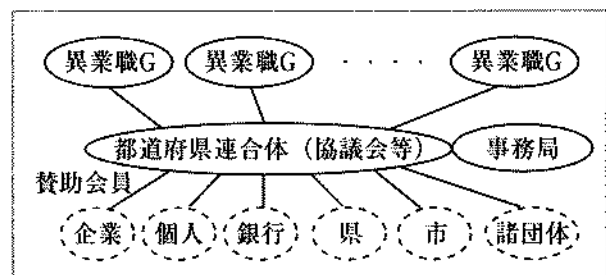 異業職G 異業職G ・・・・ 異業職G
都道府県連合体（協議会等） 事務局
賛助会員
企業 個人 銀行 県 市 諸団体